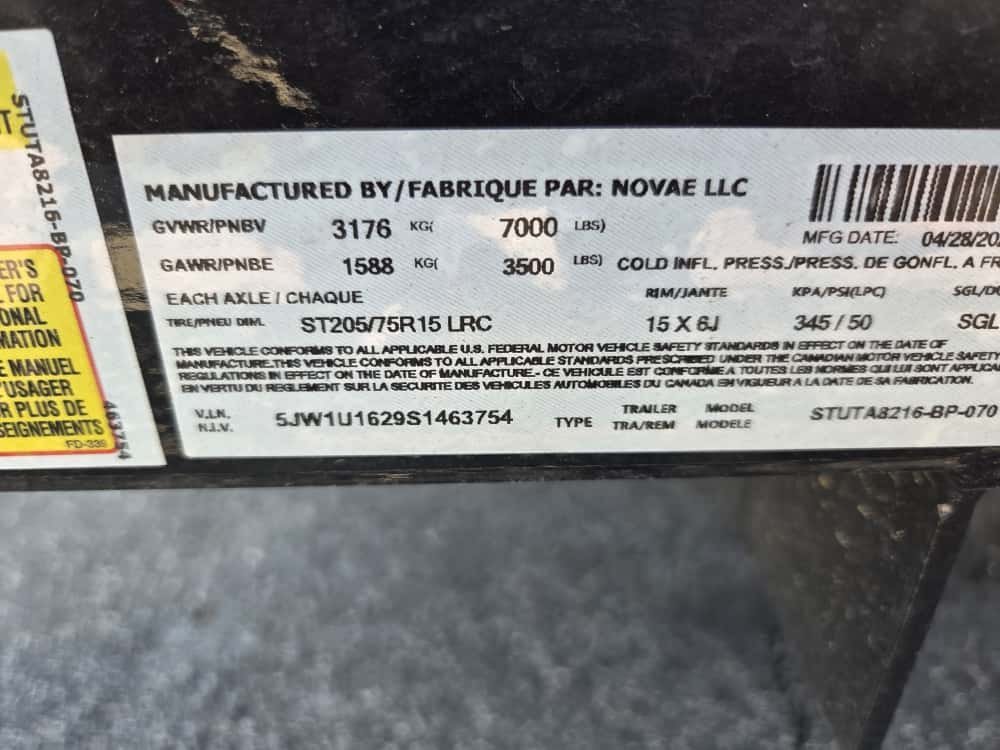 T
STUTA8216-BP-070
ER'S
L FOR
ONAL
MATION
E MANUEL
L'USAGER
R PLUS DE
SEIGNEMENTS
FD-336
463754
MANUFACTURED BY/FABRIQUE PAR: NOVAE LLC
GVWR/PNBV 3176 KG( 7000 LBS)
MFG DATE: 04/28/20
GAWR/PNBE 1588 KG( 3500 LBS) COLD INFL. PRESS./PRESS. DE GONFL. A FR
EACH AXLE / CHAQUE RIM/JANTE KPA/PSI(LPC) SGL/D
TIRE/PNEU DIM. ST205/75R15 LRC 15 X 6J 345 / 50 SGL
THIS VEHICLE CONFORMS TO ALL APPLICABLE U.S. FEDERAL MOTOR VEHICLE SAFETY STANDARDS IN EFFECT ON THE DATE OF
MANUFACTURE.THIS VEHICLE CONFORMS TO ALL APPLICABLE STANDARDS PRESCRIBED UNDER THE CANADIAN MOTOR VEHICLE SAFETY
REGULATIONS IN EFFECT ON THE DATE OF MANUFACTURE.- CE VEHICULE EST CONFORME A TOUTES LES NORMES QUI LUI SONT APPLICA
EN VERTU DU REGLEMENT SUR LA SECURITE DES VEHICULES AUTOMOBILES DU CANADA EN VIGUEUR A LA DATE DE SA FABRICATION.
V.I.N. 5JW1U1629S1463754 TYPE TRAILER MODEL STUTA8216-BP-070
N.I.V. TRA/REM MODELE